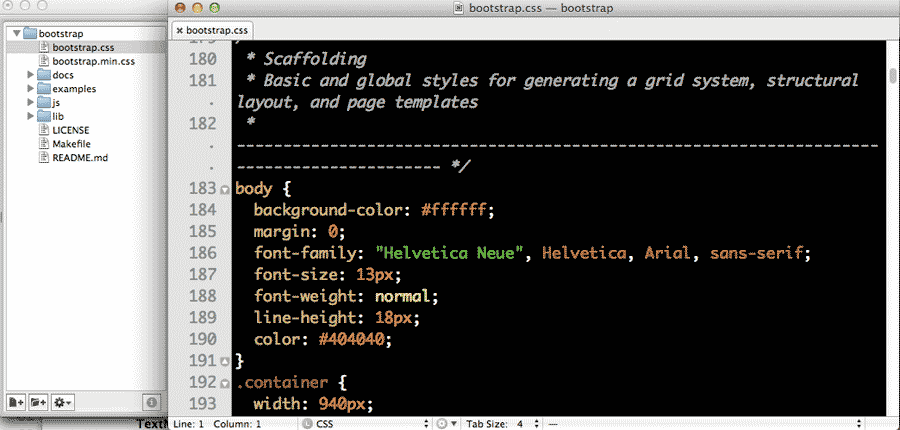 bootstrap.css — bootstrap
bootstrap
bootstrap.css
bootstrap.min.css
docs
examples
js
lib
LICENSE
Makefile
README.md
× bootstrap.css
180 * Scaffolding
181 * Basic and global styles for generating a grid system, structural
. layout, and page templates
182 *
. ----------------------------------------------------------------------
. ---------------------- */
183 body {
184 background-color: #ffffff;
185 margin: 0;
186 font-family: "Helvetica Neue", Helvetica, Arial, sans-serif;
187 font-size: 13px;
188 font-weight: normal;
189 line-height: 18px;
190 color: #404040;
191 }
192 .container {
193 width: 940px;
Line: 1 Column: 1 CSS Tab Size: 4 —